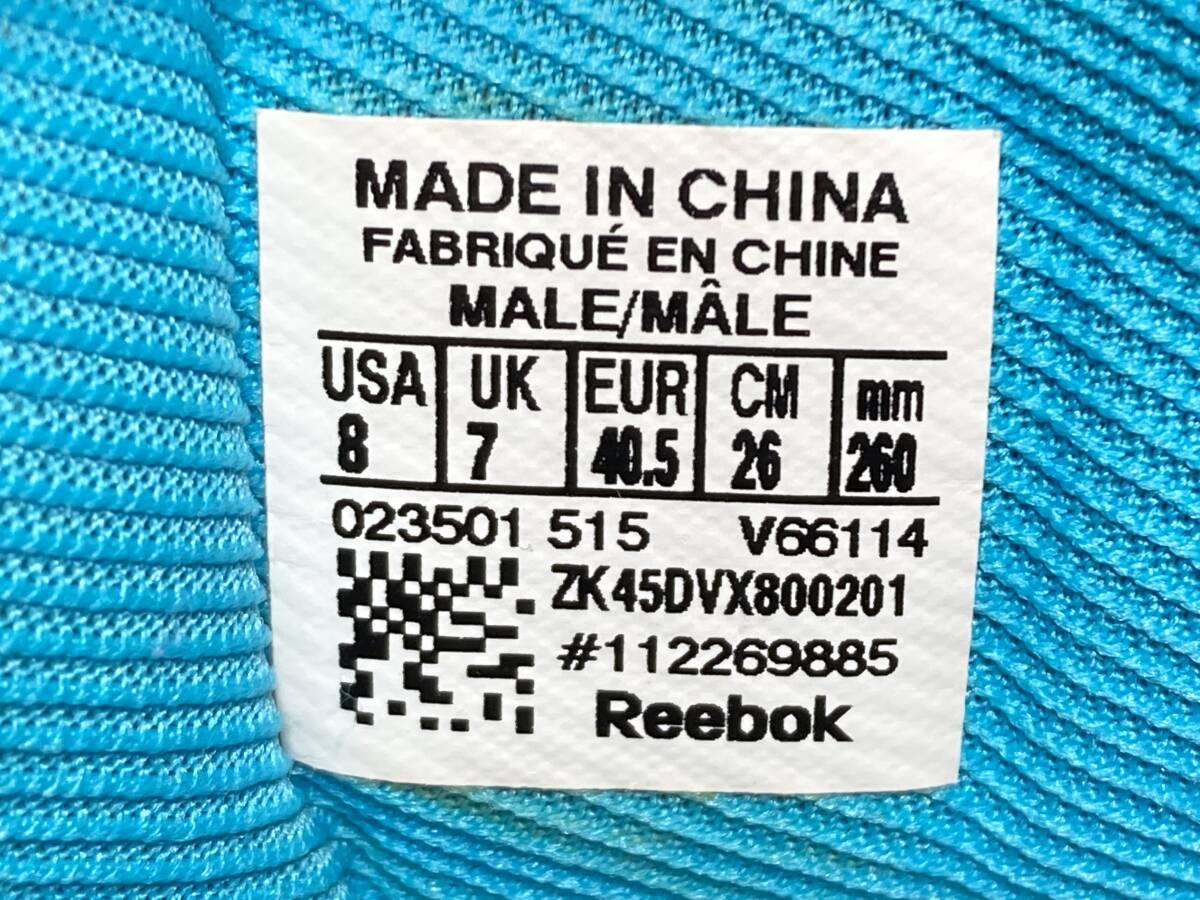 MADE IN CHINA
FABRIQUÉ EN CHINE
MALE/MÂLE
USA UK EUR CM mm
8 7 40.5 26 260
023501 515 V66114
ZK45DVX800201
#112269885
Reebok